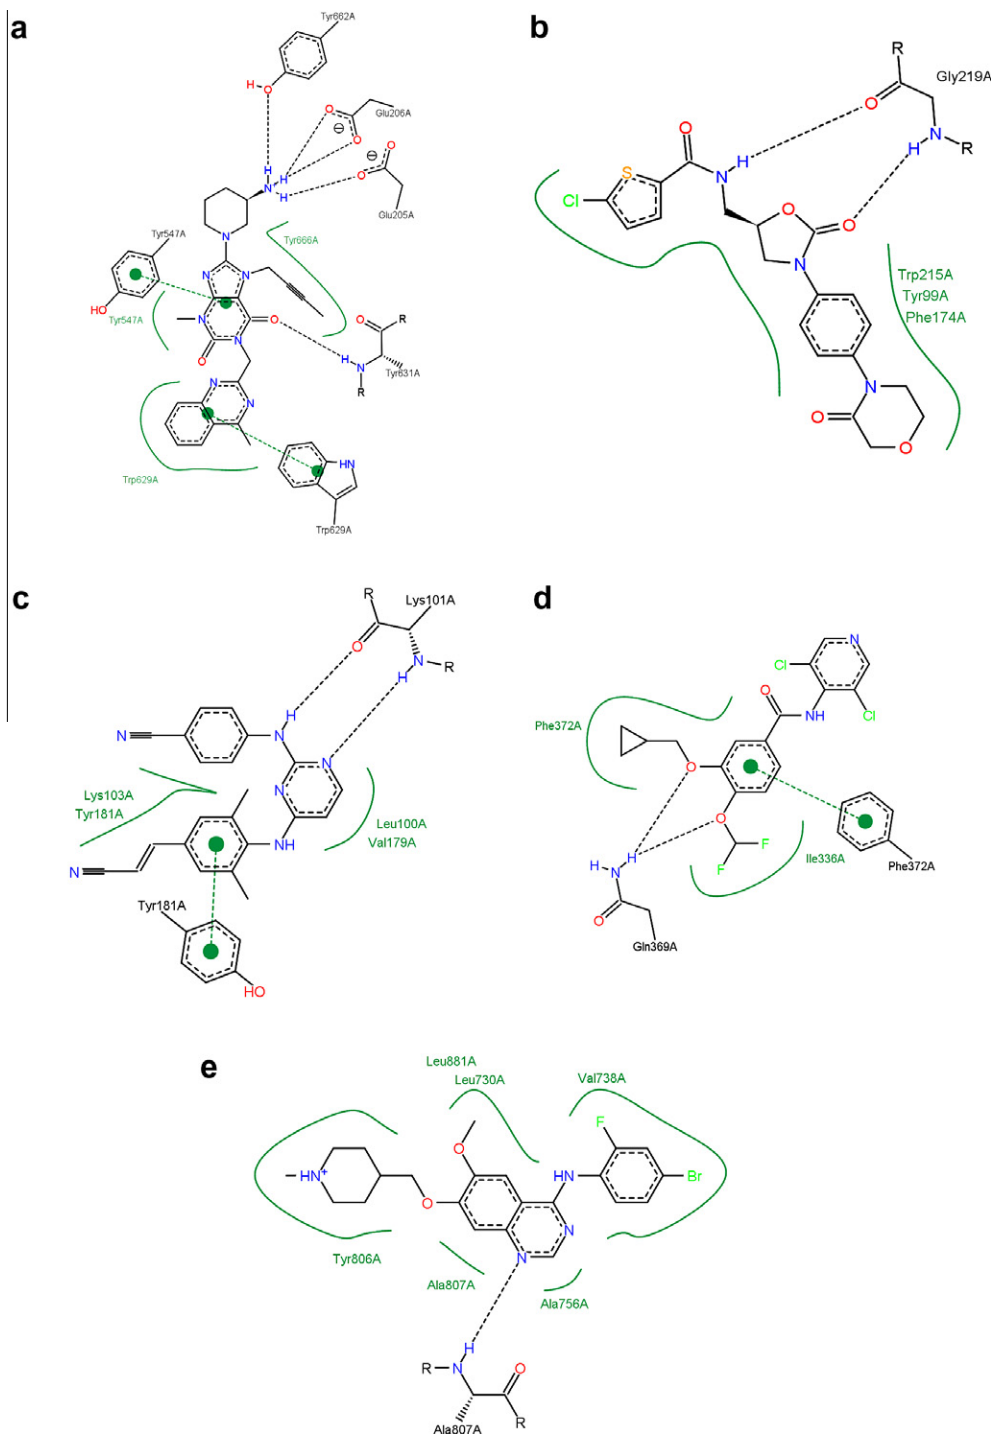 a
Tyr662A
H
O
O
Glu206A
O
⊖
O
⊖
O
H
H
N
H
O
Glu205A
N
Tyr666A
Tyr547A
N
N
HO
Tyr547A
N
O
O
N
O
R
H
N
Tyr631A
R
N
N
Trp629A
HN
Trp629A
b
R
Gly219A
O
O
H
N
H
R
S
N
Cl
O
O
N
Trp215A
Tyr99A
Phe174A
N
O
O
c
R
Lys101A
O
N
R
H
H
N
N
N
N
Lys103A
Tyr181A
Leu100A
Val179A
NH
N
Tyr181A
HO
d
N
Cl
O
NH
Cl
Phe372A
O
O
H
H
N
F
F
Ile336A
Phe372A
O
Gln369A
e
Leu881A
Leu730A
Val738A
F
O
HN+
NH
Br
O
N
N
Tyr806A
Ala807A
Ala756A
H
R
N
O
Ala807A
R